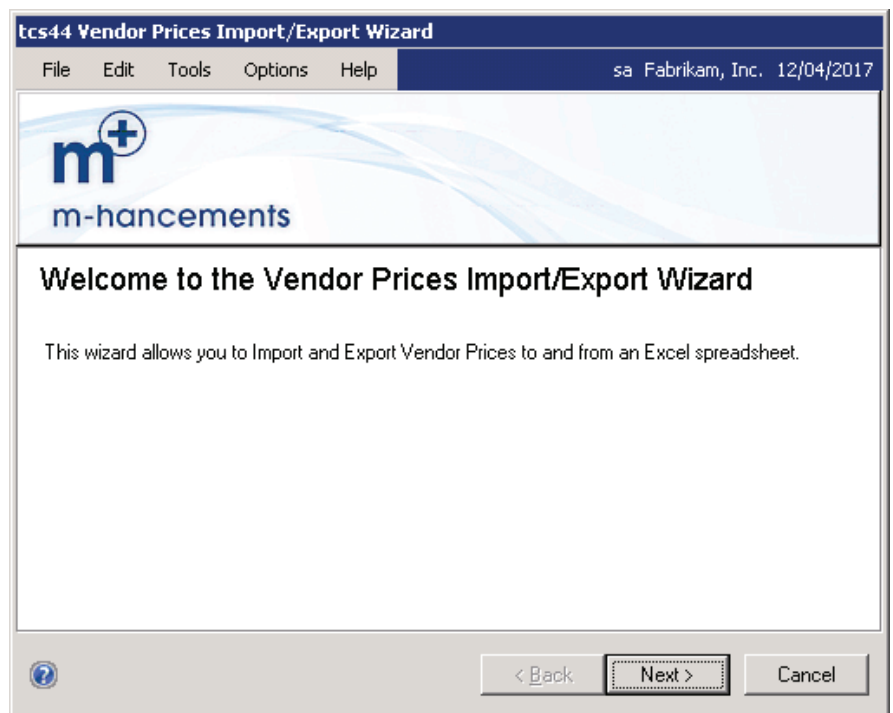 tcs44 Vendor Prices Import/Export Wizard
File Edit Tools Options Help sa Fabrikam, Inc. 12/04/2017
m+
m-hancements
Welcome to the Vendor Prices Import/Export Wizard
This wizard allows you to Import and Export Vendor Prices to and from an Excel spreadsheet.
? < Back Next > Cancel